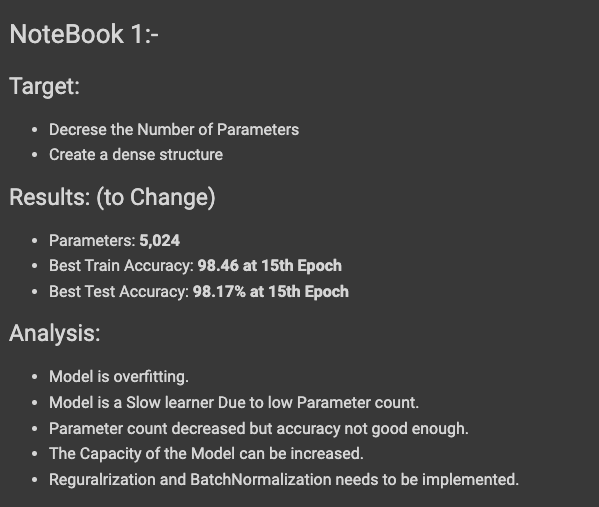 NoteBook 1:-
Target:
• Decrese the Number of Parameters
• Create a dense structure
Results: (to Change)
• Parameters: 5,024
• Best Train Accuracy: 98.46 at 15th Epoch
• Best Test Accuracy: 98.17% at 15th Epoch
Analysis:
• Model is overfitting.
• Model is a Slow learner Due to low Parameter count.
• Parameter count decreased but accuracy not good enough.
• The Capacity of the Model can be increased.
• Reguralrization and BatchNormalization needs to be implemented.